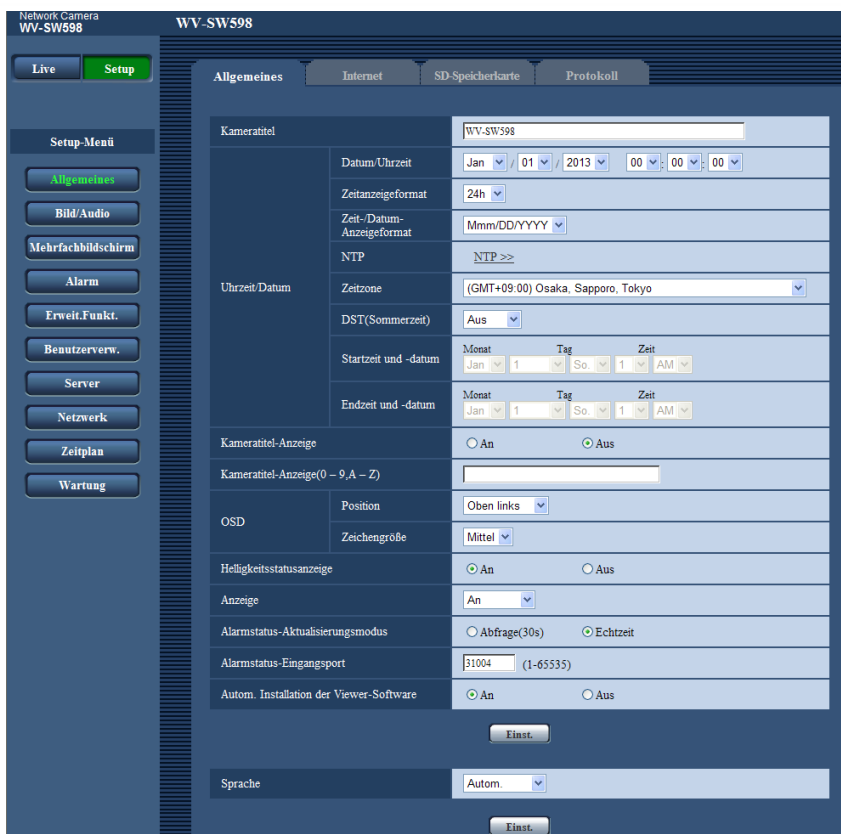 Network Camera
WV-SW598
WV-SW598
Live
Setup
Setup-Menü
Allgemeines
Bild/Audio
Mehrfachbildschirm
Alarm
Erweit.Funkt.
Benutzerverw.
Server
Netzwerk
Zeitplan
Wartung
Allgemeines
Internet
SD-Speicherkarte
Protokoll
Kameratitel
WV-SW598
Uhrzeit/Datum
Datum/Uhrzeit
Jan / 01 / 2013 00 : 00 : 00
Zeitanzeigeformat
24h
Zeit-/Datum-
Anzeigeformat
Mmm/DD/YYYY
NTP
NTP >>
Zeitzone
(GMT+09:00) Osaka, Sapporo, Tokyo
DST(Sommerzeit)
Aus
Startzeit und -datum
Monat Tag Zeit
Jan 1 So. 1 AM
Endzeit und -datum
Monat Tag Zeit
Jan 1 So. 1 AM
Kameratitel-Anzeige
An Aus
Kameratitel-Anzeige(0 – 9,A – Z)
OSD
Position
Oben links
Zeichengröße
Mittel
Helligkeitsstatusanzeige
An Aus
Anzeige
An
Alarmstatus-Aktualisierungsmodus
Abfrage(30s) Echtzeit
Alarmstatus-Eingangsport
31004 (1-65535)
Autom. Installation der Viewer-Software
An Aus
Einst.
Sprache
Autom.
Einst.